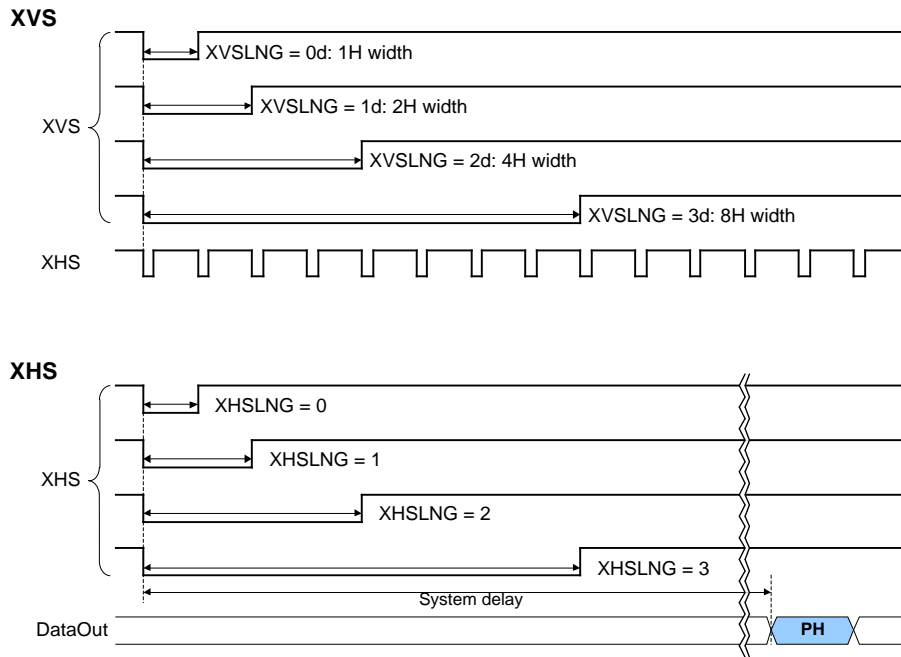 XVS
XVSLNG = 0d: 1H width
XVSLNG = 1d: 2H width
XVS
XVSLNG = 2d: 4H width
XVSLNG = 3d: 8H width
XHS
XHS
XHSLNG = 0
XHSLNG = 1
XHS
XHSLNG = 2
XHSLNG = 3
System delay
DataOut
PH